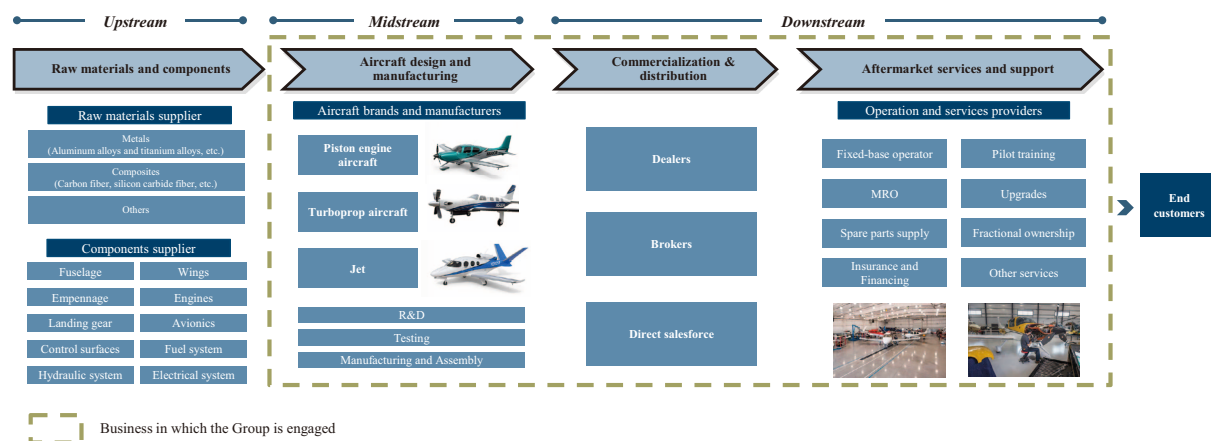 Upstream
Midstream
Downstream
Raw materials and components
Aircraft design and
manufacturing
Commercialization &
distribution
Aftermarket services and support
Raw materials supplier
Metals
(Aluminum alloys and titanium alloys, etc.)
Composites
(Carbon fiber, silicon carbide fiber, etc.)
Others
Components supplier
Fuselage
Wings
Empennage
Engines
Landing gear
Avionics
Control surfaces
Fuel system
Hydraulic system
Electrical system
Aircraft brands and manufacturers
Piston engine
aircraft
Turboprop aircraft
Jet
R&D
Testing
Manufacturing and Assembly
Dealers
Brokers
Direct salesforce
Operation and services providers
Fixed-base operator
Pilot training
MRO
Upgrades
Spare parts supply
Fractional ownership
Insurance and
Financing
Other services
End
customers
Business in which the Group is engaged